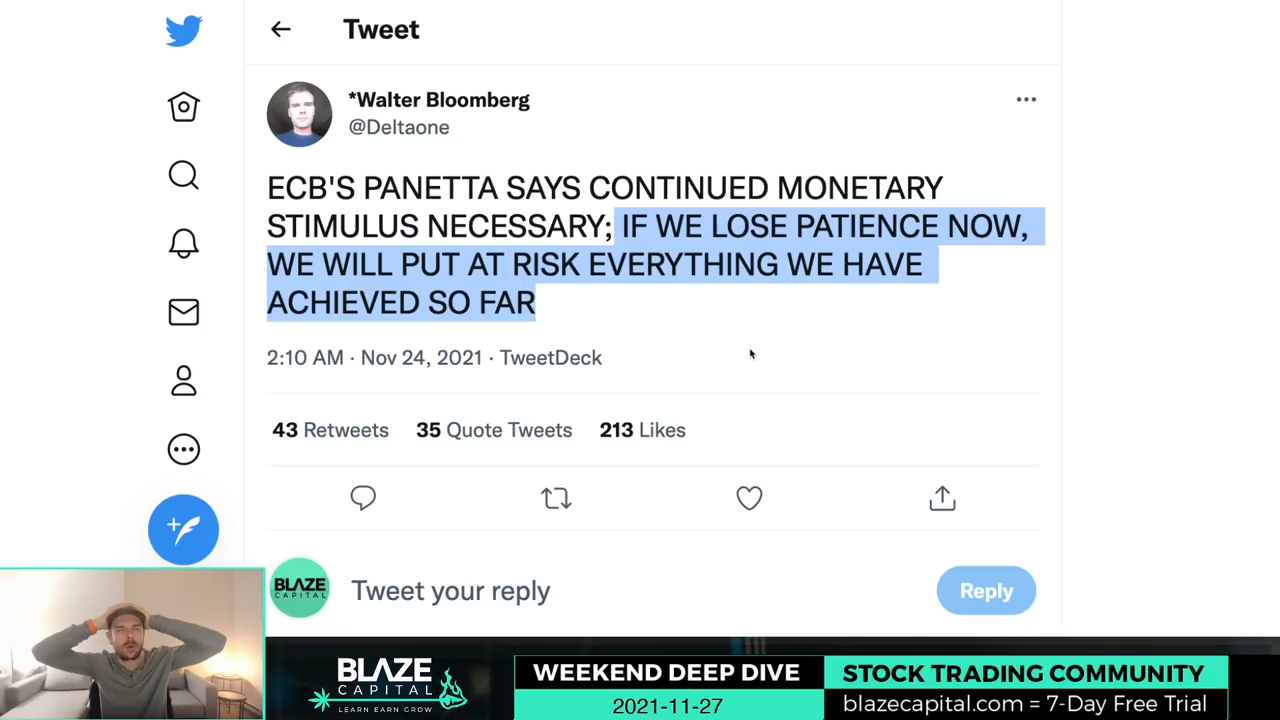 Tweet
*Walter Bloomberg
@Deltaone
ECB'S PANETTA SAYS CONTINUED MONETARY
STIMULUS NECESSARY; IF WE LOSE PATIENCE NOW,
WE WILL PUT AT RISK EVERYTHING WE HAVE
ACHIEVED SO FAR
2:10 AM · Nov 24, 2021 · TweetDeck
43 Retweets 35 Quote Tweets 213 Likes
BLAZE
CAPITAL
Tweet your reply
Reply
BLAZE
CAPITAL
LEARN EARN GROW
WEEKEND DEEP DIVE
2021-11-27
STOCK TRADING COMMUNITY
blazecapital.com = 7-Day Free Trial